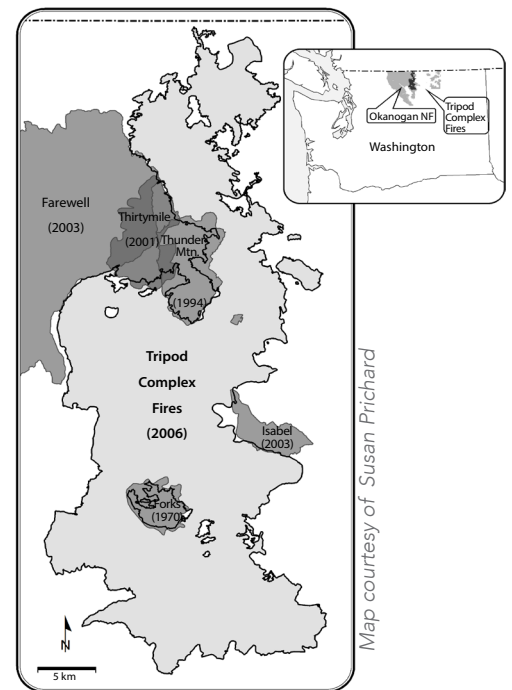 Farewell
(2003)
Thirtymile
(2001)
Thunder
Mtn.
(1994)
Tripod
Complex
Fires
(2006)
Isabel
(2003)
Forks
(1970)
N
5 km
Okanogan NF
Tripod
Complex
Fires
Washington
Map courtesy of Susan Prichard